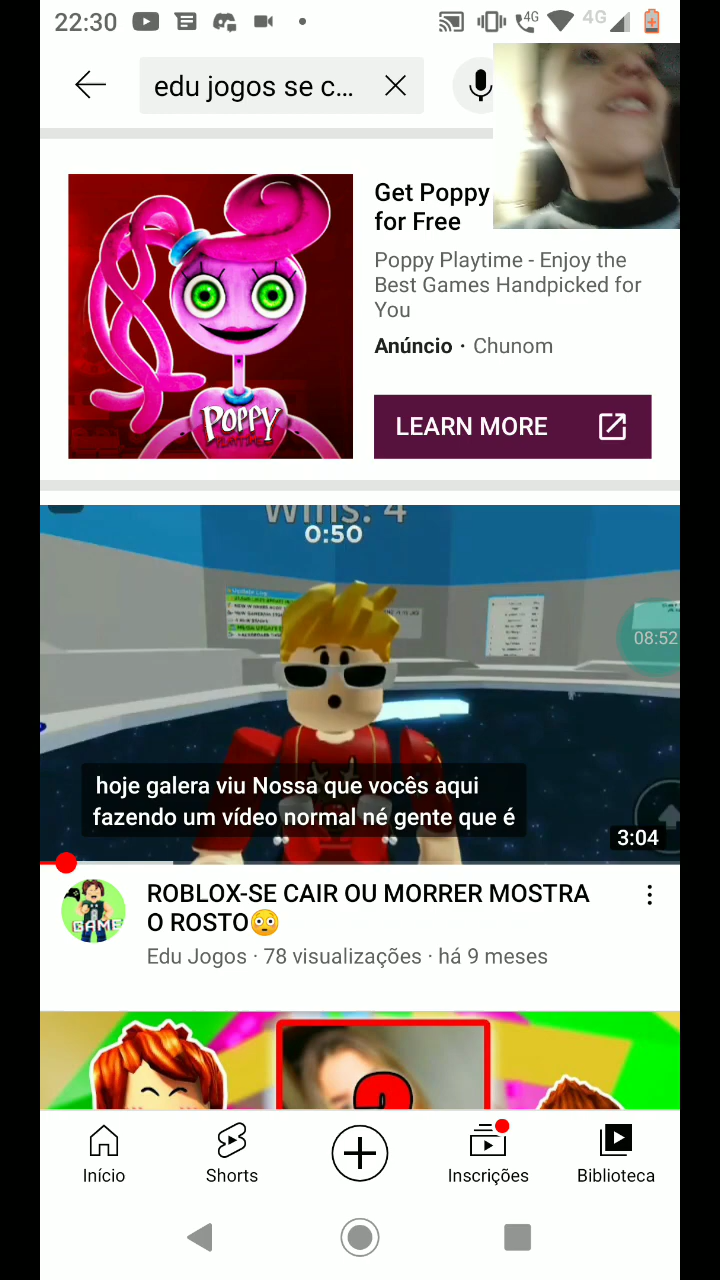 22:30
4G
4G
edu jogos se c...
Get Poppy
for Free
Poppy Playtime - Enjoy the
Best Games Handpicked for
You
Anúncio · Chunom
LEARN MORE
POPPY
PLAYTIME
Wins: 4
0:50
Update Log
08:52
hoje galera viu Nossa que vocês aqui
fazendo um vídeo normal né gente que é
3:04
ROBLOX-SE CAIR OU MORRER MOSTRA
O ROSTO😳
GAME
Edu Jogos · 78 visualizações · há 9 meses
?
Início
Shorts
Inscrições
Biblioteca